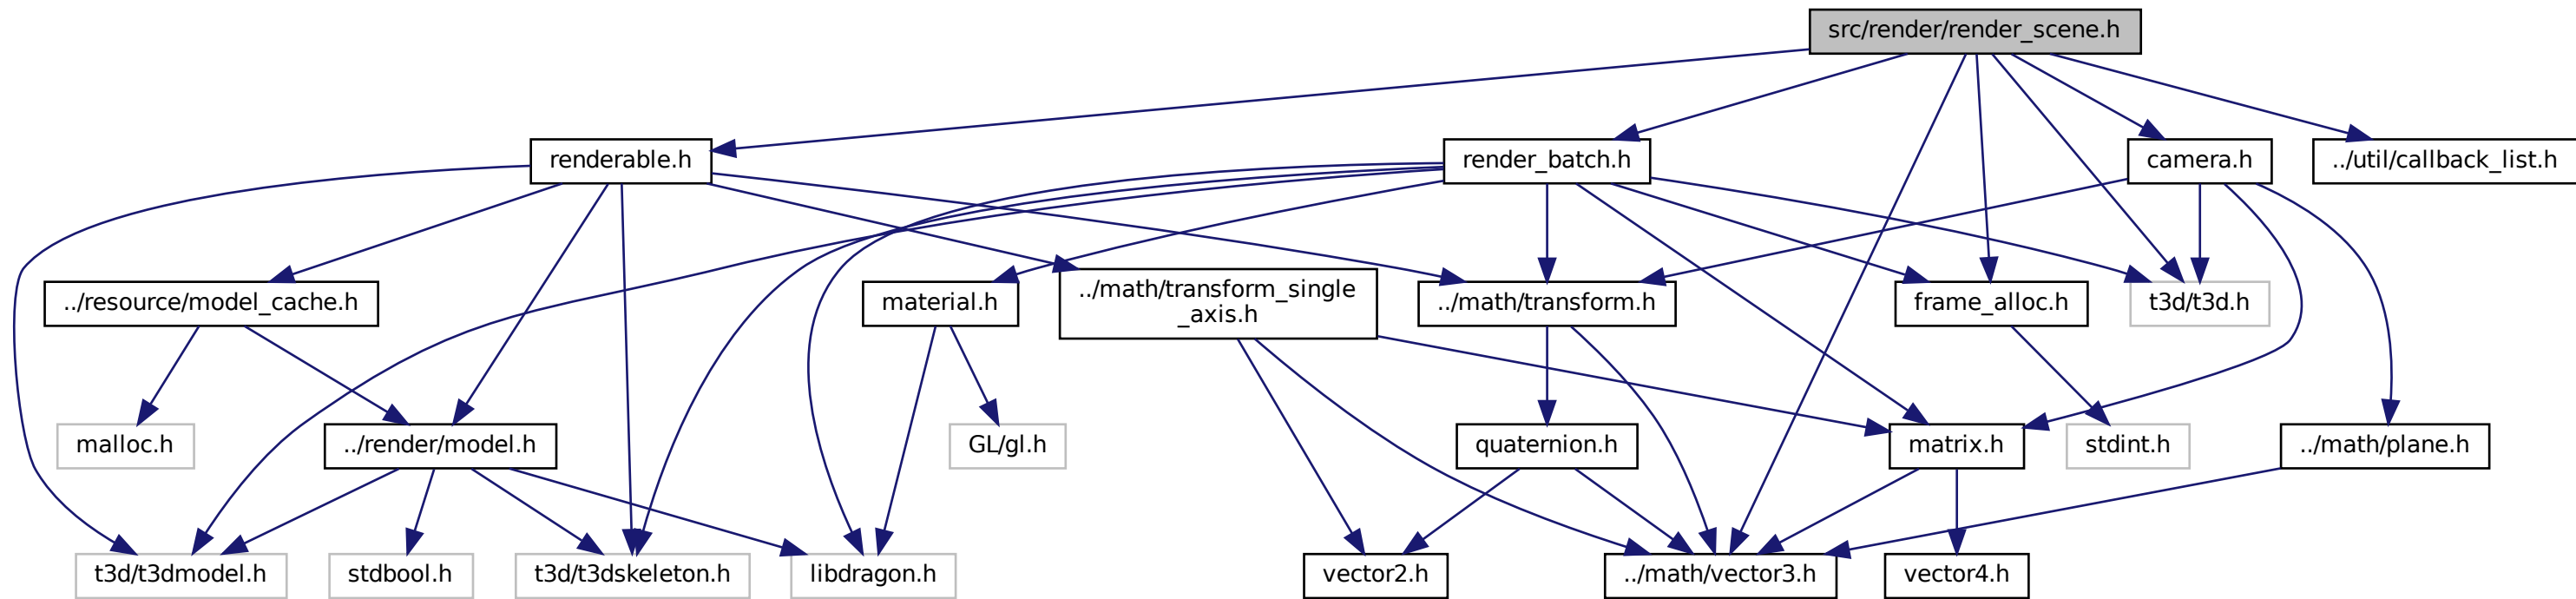 src/render/render_scene.h
renderable.h
render_batch.h
camera.h
../util/callback_list.h
../resource/model_cache.h
material.h
../math/transform_single
_axis.h
../math/transform.h
frame_alloc.h
t3d/t3d.h
malloc.h
../render/model.h
GL/gl.h
quaternion.h
matrix.h
stdint.h
../math/plane.h
t3d/t3dmodel.h
stdbool.h
t3d/t3dskeleton.h
libdragon.h
vector2.h
../math/vector3.h
vector4.h